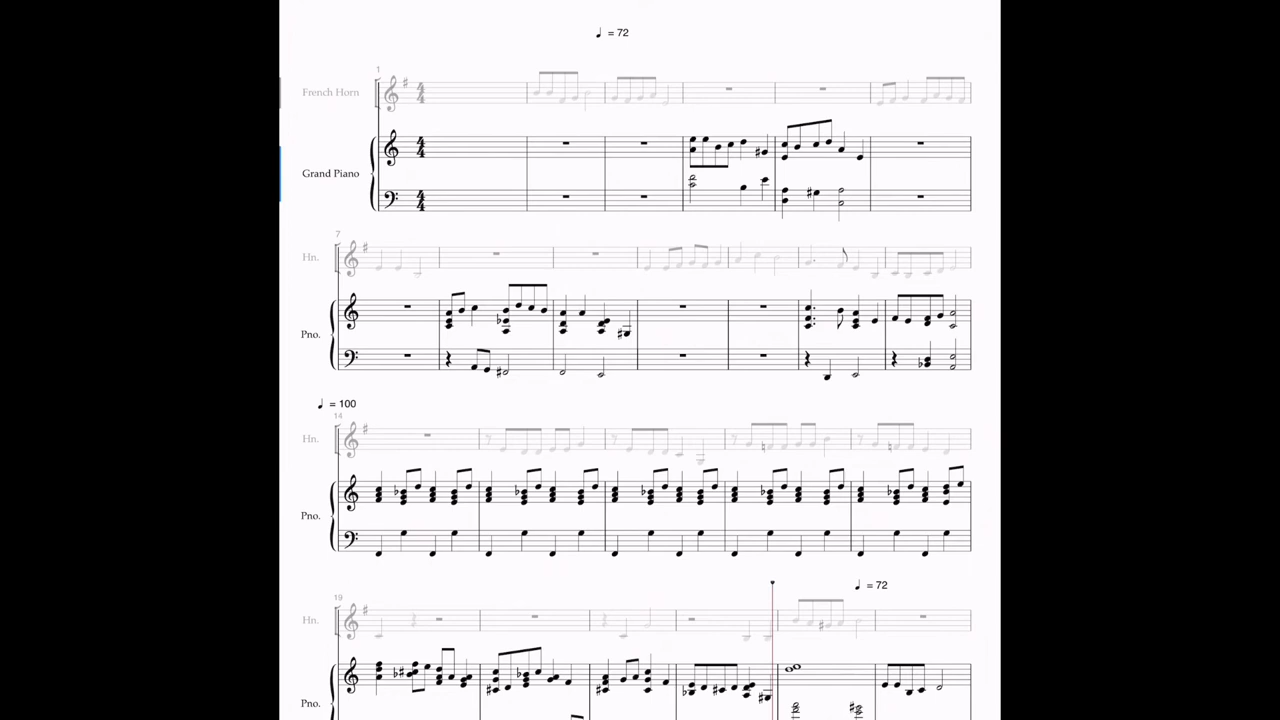 ♩ = 72
1
French Horn
Grand Piano
7
Hn.
Pno.
♩ = 100
14
Hn.
Pno.
♩ = 72
19
Hn.
Pno.